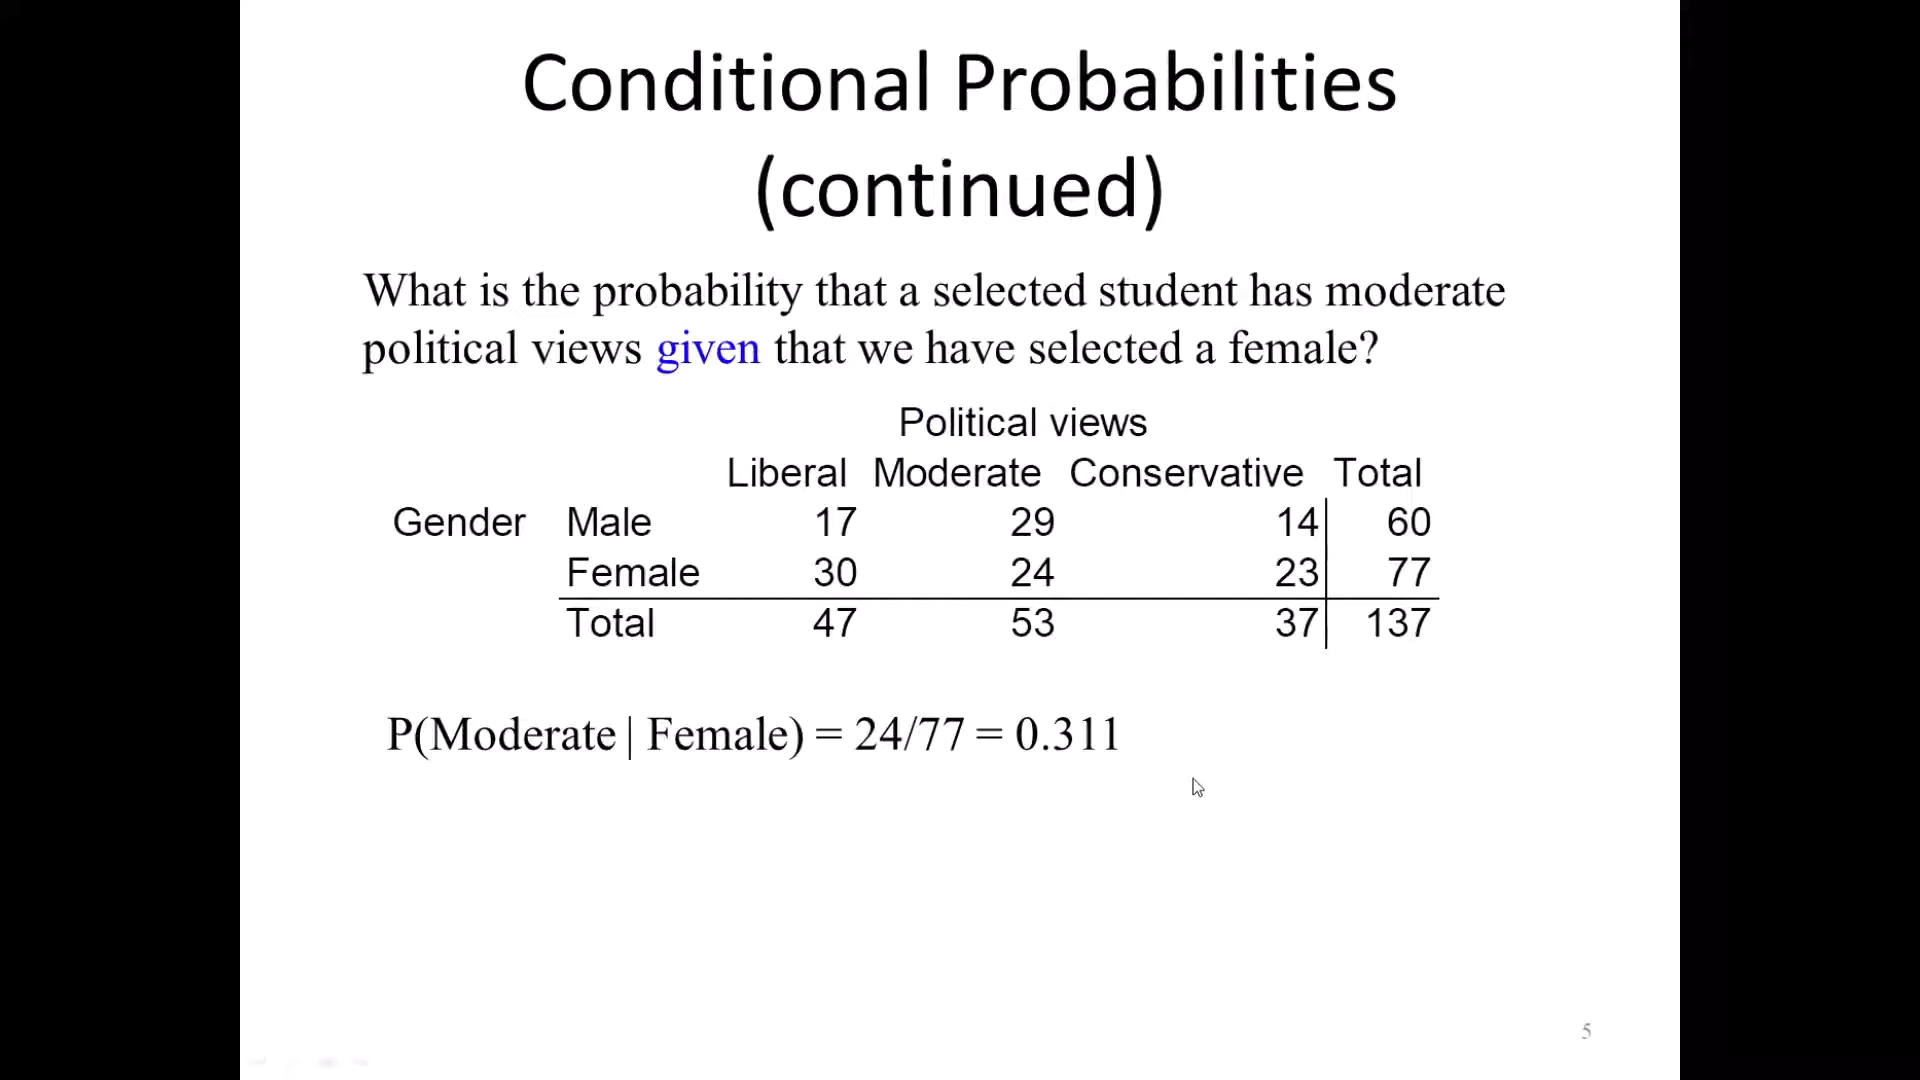 Conditional Probabilities
(continued)
What is the probability that a selected student has moderate
political views given that we have selected a female?
Political views
Liberal Moderate Conservative Total
Gender Male 17 29 14 60
Female 30 24 23 77
Total 47 53 37 137
P(Moderate | Female) = 24/77 = 0.311
5